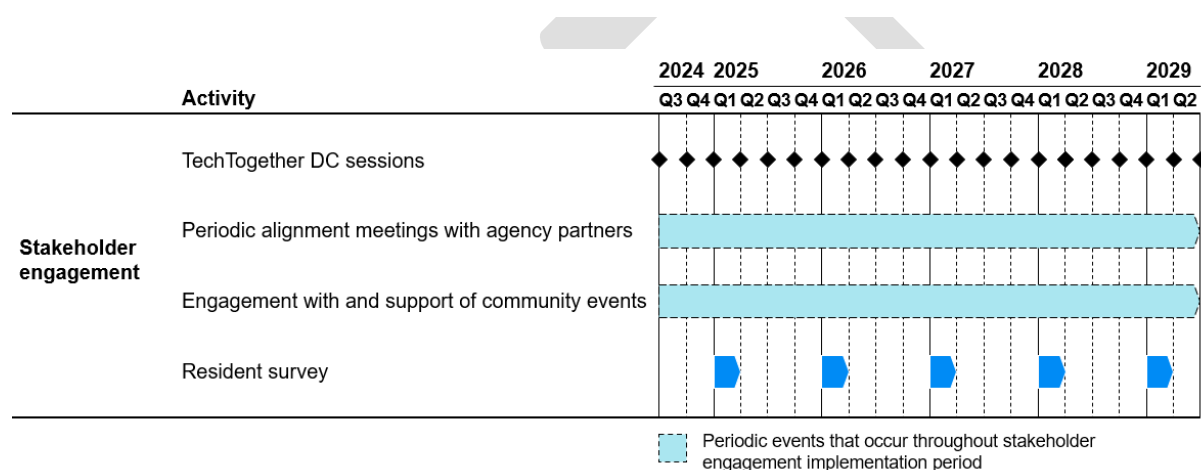 2024 2025 2026 2027 2028 2029
Activity Q3 Q4 Q1 Q2 Q3 Q4 Q1 Q2 Q3 Q4 Q1 Q2 Q3 Q4 Q1 Q2 Q3 Q4 Q1 Q2
TechTogether DC sessions
Periodic alignment meetings with agency partners
Stakeholder
engagement
Engagement with and support of community events
Resident survey
Periodic events that occur throughout stakeholder
engagement implementation period